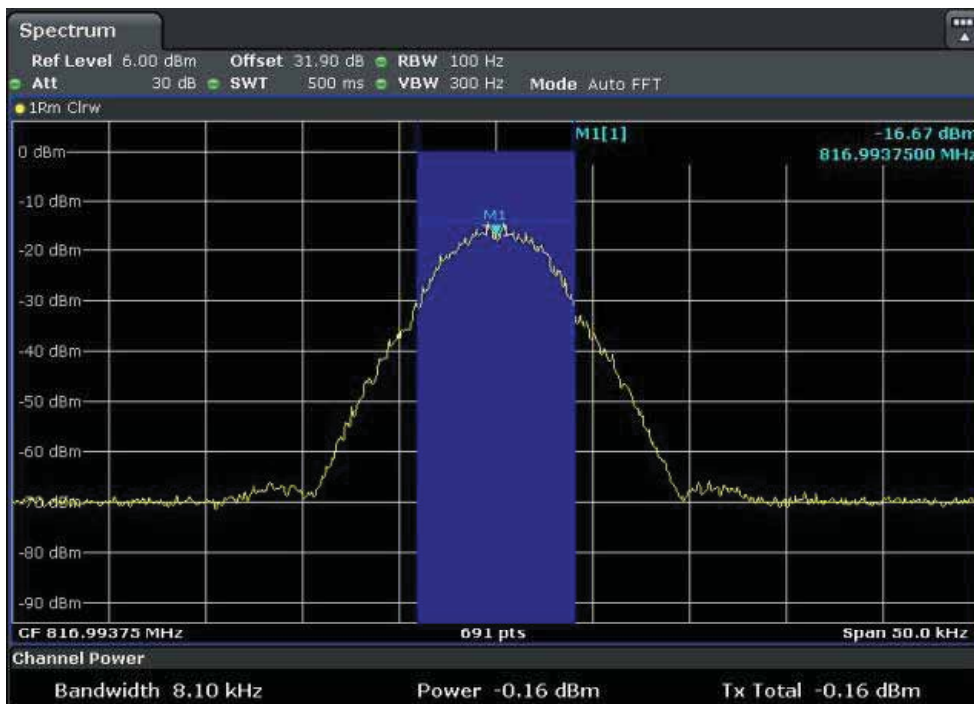 Spectrum
Ref Level 6.00 dBm Offset 31.90 dB RBW 100 Hz
Att 30 dB SWT 500 ms VBW 300 Hz Mode Auto FFT
1Rm Clrw
M1[1] -16.67 dBm
816.9937500 MHz
0 dBm
-10 dBm
M1
-20 dBm
-30 dBm
-40 dBm
-50 dBm
-60 dBm
-70 dBm
-80 dBm
-90 dBm
CF 816.99375 MHz 691 pts Span 50.0 kHz
Channel Power
Bandwidth 8.10 kHz Power -0.16 dBm Tx Total -0.16 dBm